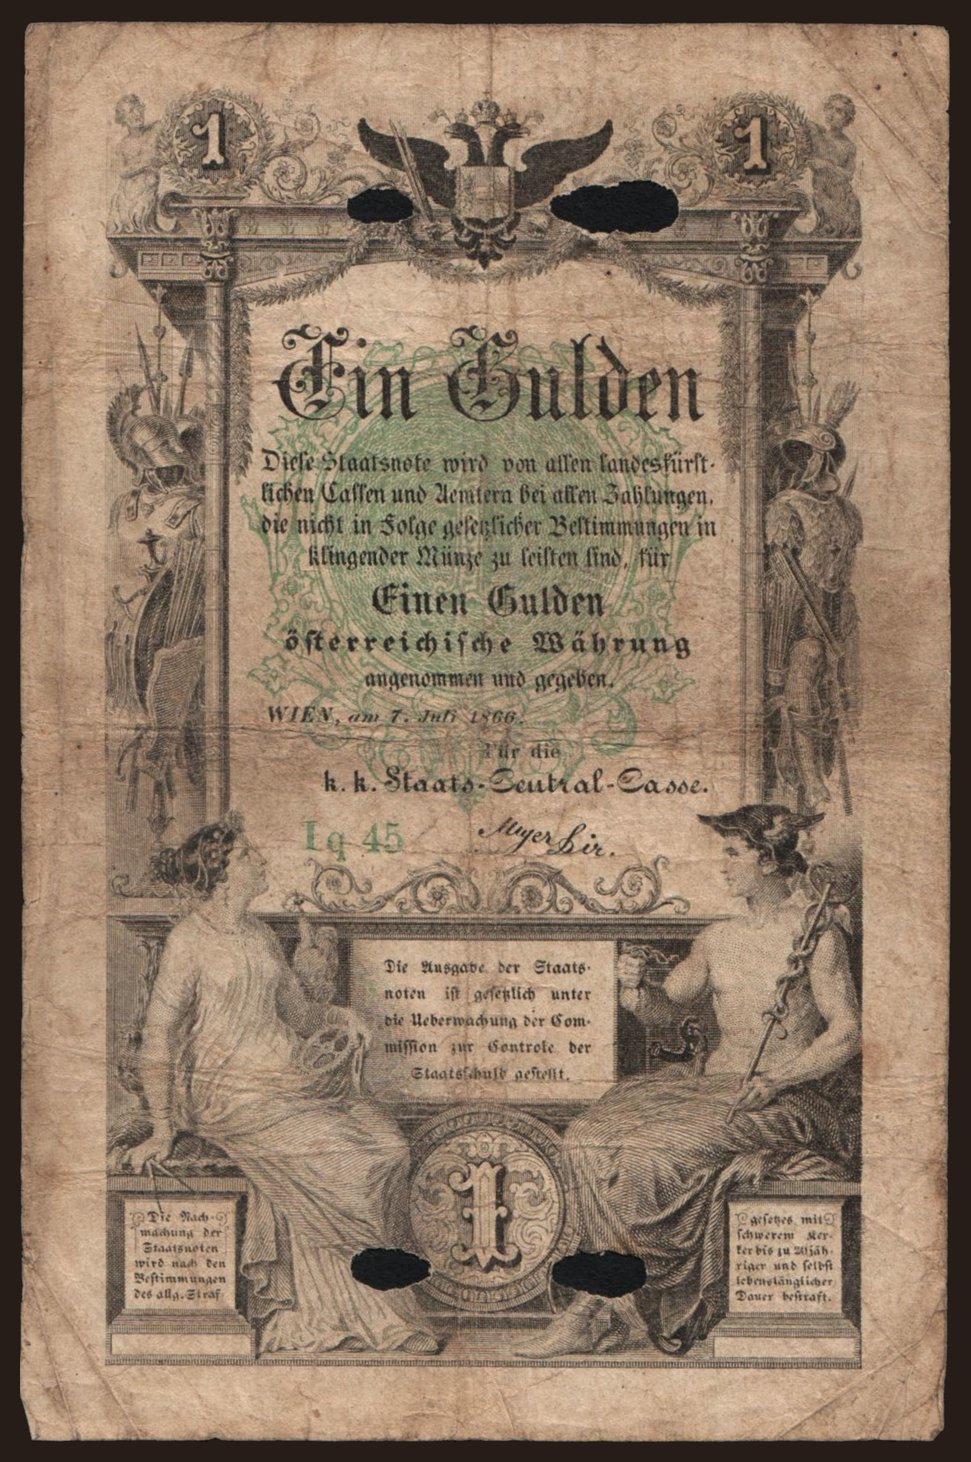 1 1
Ein Gulden
Diese Staatsnote wird von allen landesfürst-
lichen Cassen und Aemtern bei allen Zahlungen,
die nicht in Folge gesetzlicher Bestimmungen in
klingender Münze zu leisten sind, für
Einen Gulden
österreichische Währung
angenommen und gegeben.
WIEN, am 7. Juli 1866.
Für die
k. k. Staats-Central-Casse.
Iq 45
Mayer Dir.
Die Ausgabe der Staats-
noten ist gesetzlich unter
die Ueberwachung der Com-
mission zur Controle der
Staatsschuld gestellt.
1
Die Nach-
machung der
Staatsnoten
wird nach den
Bestimmungen
des allg. Straf
gesetzes mit
schwerem Ker-
ker bis zu 20jäh-
riger und selbst
lebenslänglicher
Dauer bestraft.